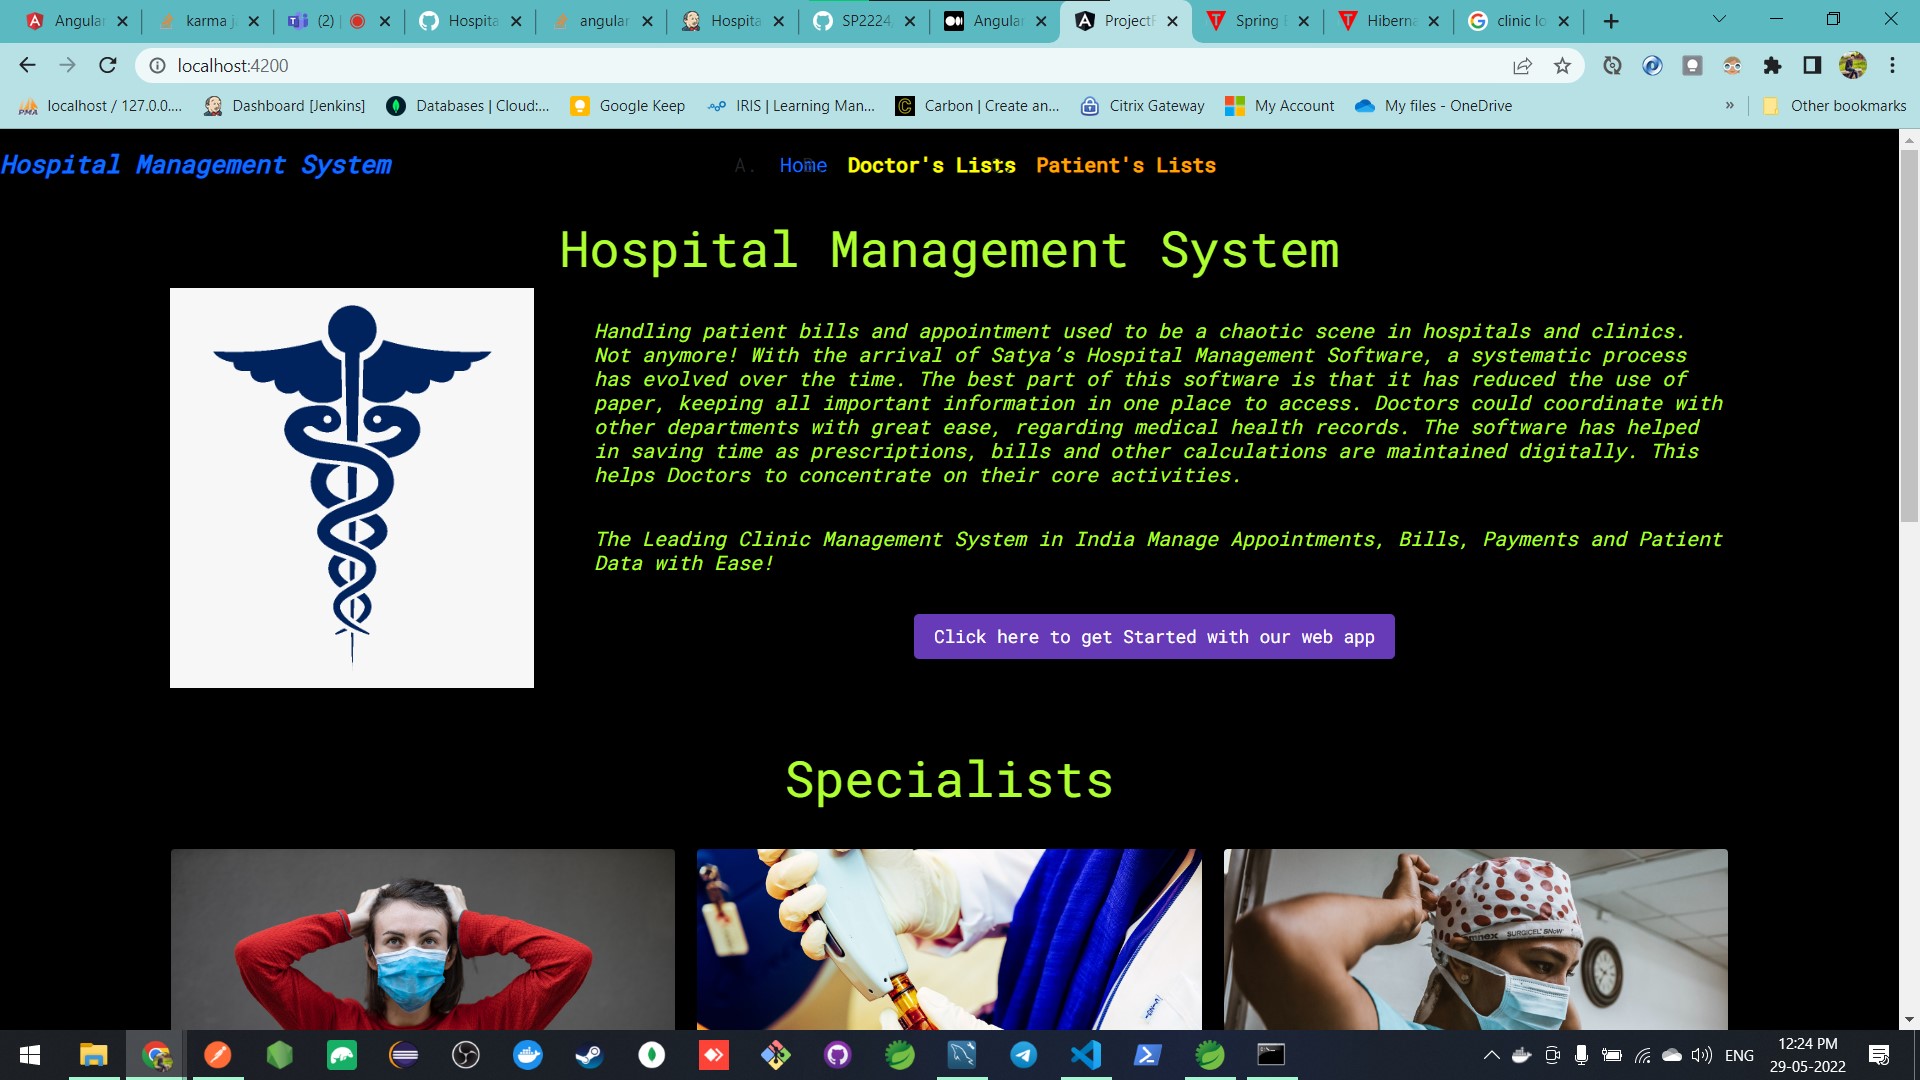 Angular
karma j
(2)
Hospita
angular
Hospita
SP2224
Angular
ProjectF
Spring
Hiberna
clinic lo
localhost:4200
localhost / 127.0.0....
Dashboard [Jenkins]
Databases | Cloud:...
Google Keep
IRIS | Learning Man...
Carbon | Create an...
Citrix Gateway
My Account
My files - OneDrive
»
Other bookmarks
Hospital Management System
A.
Home
Doctor's Lists
Patient's Lists
Hospital Management System
Handling patient bills and appointment used to be a chaotic scene in hospitals and clinics.
Not anymore! With the arrival of Satya’s Hospital Management Software, a systematic process
has evolved over the time. The best part of this software is that it has reduced the use of
paper, keeping all important information in one place to access. Doctors could coordinate with
other departments with great ease, regarding medical health records. The software has helped
in saving time as prescriptions, bills and other calculations are maintained digitally. This
helps Doctors to concentrate on their core activities.
The Leading Clinic Management System in India Manage Appointments, Bills, Payments and Patient
Data with Ease!
Click here to get Started with our web app
Specialists
SURGICEL SNoW
ENG
12:24 PM
29-05-2022